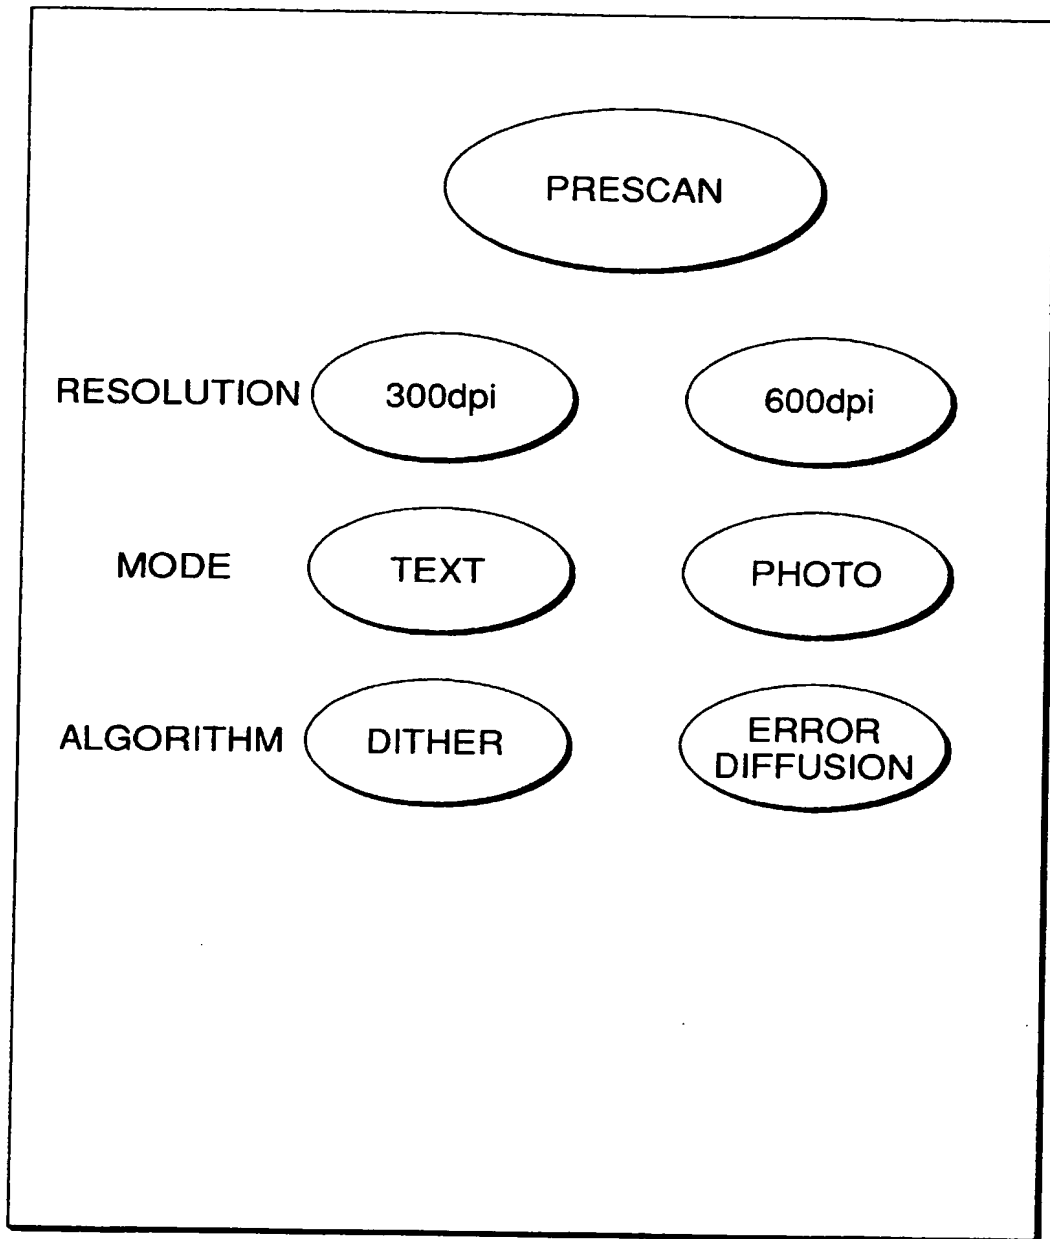 PRESCAN
RESOLUTION 300dpi 600dpi
MODE TEXT PHOTO
ALGORITHM DITHER ERROR
DIFFUSION